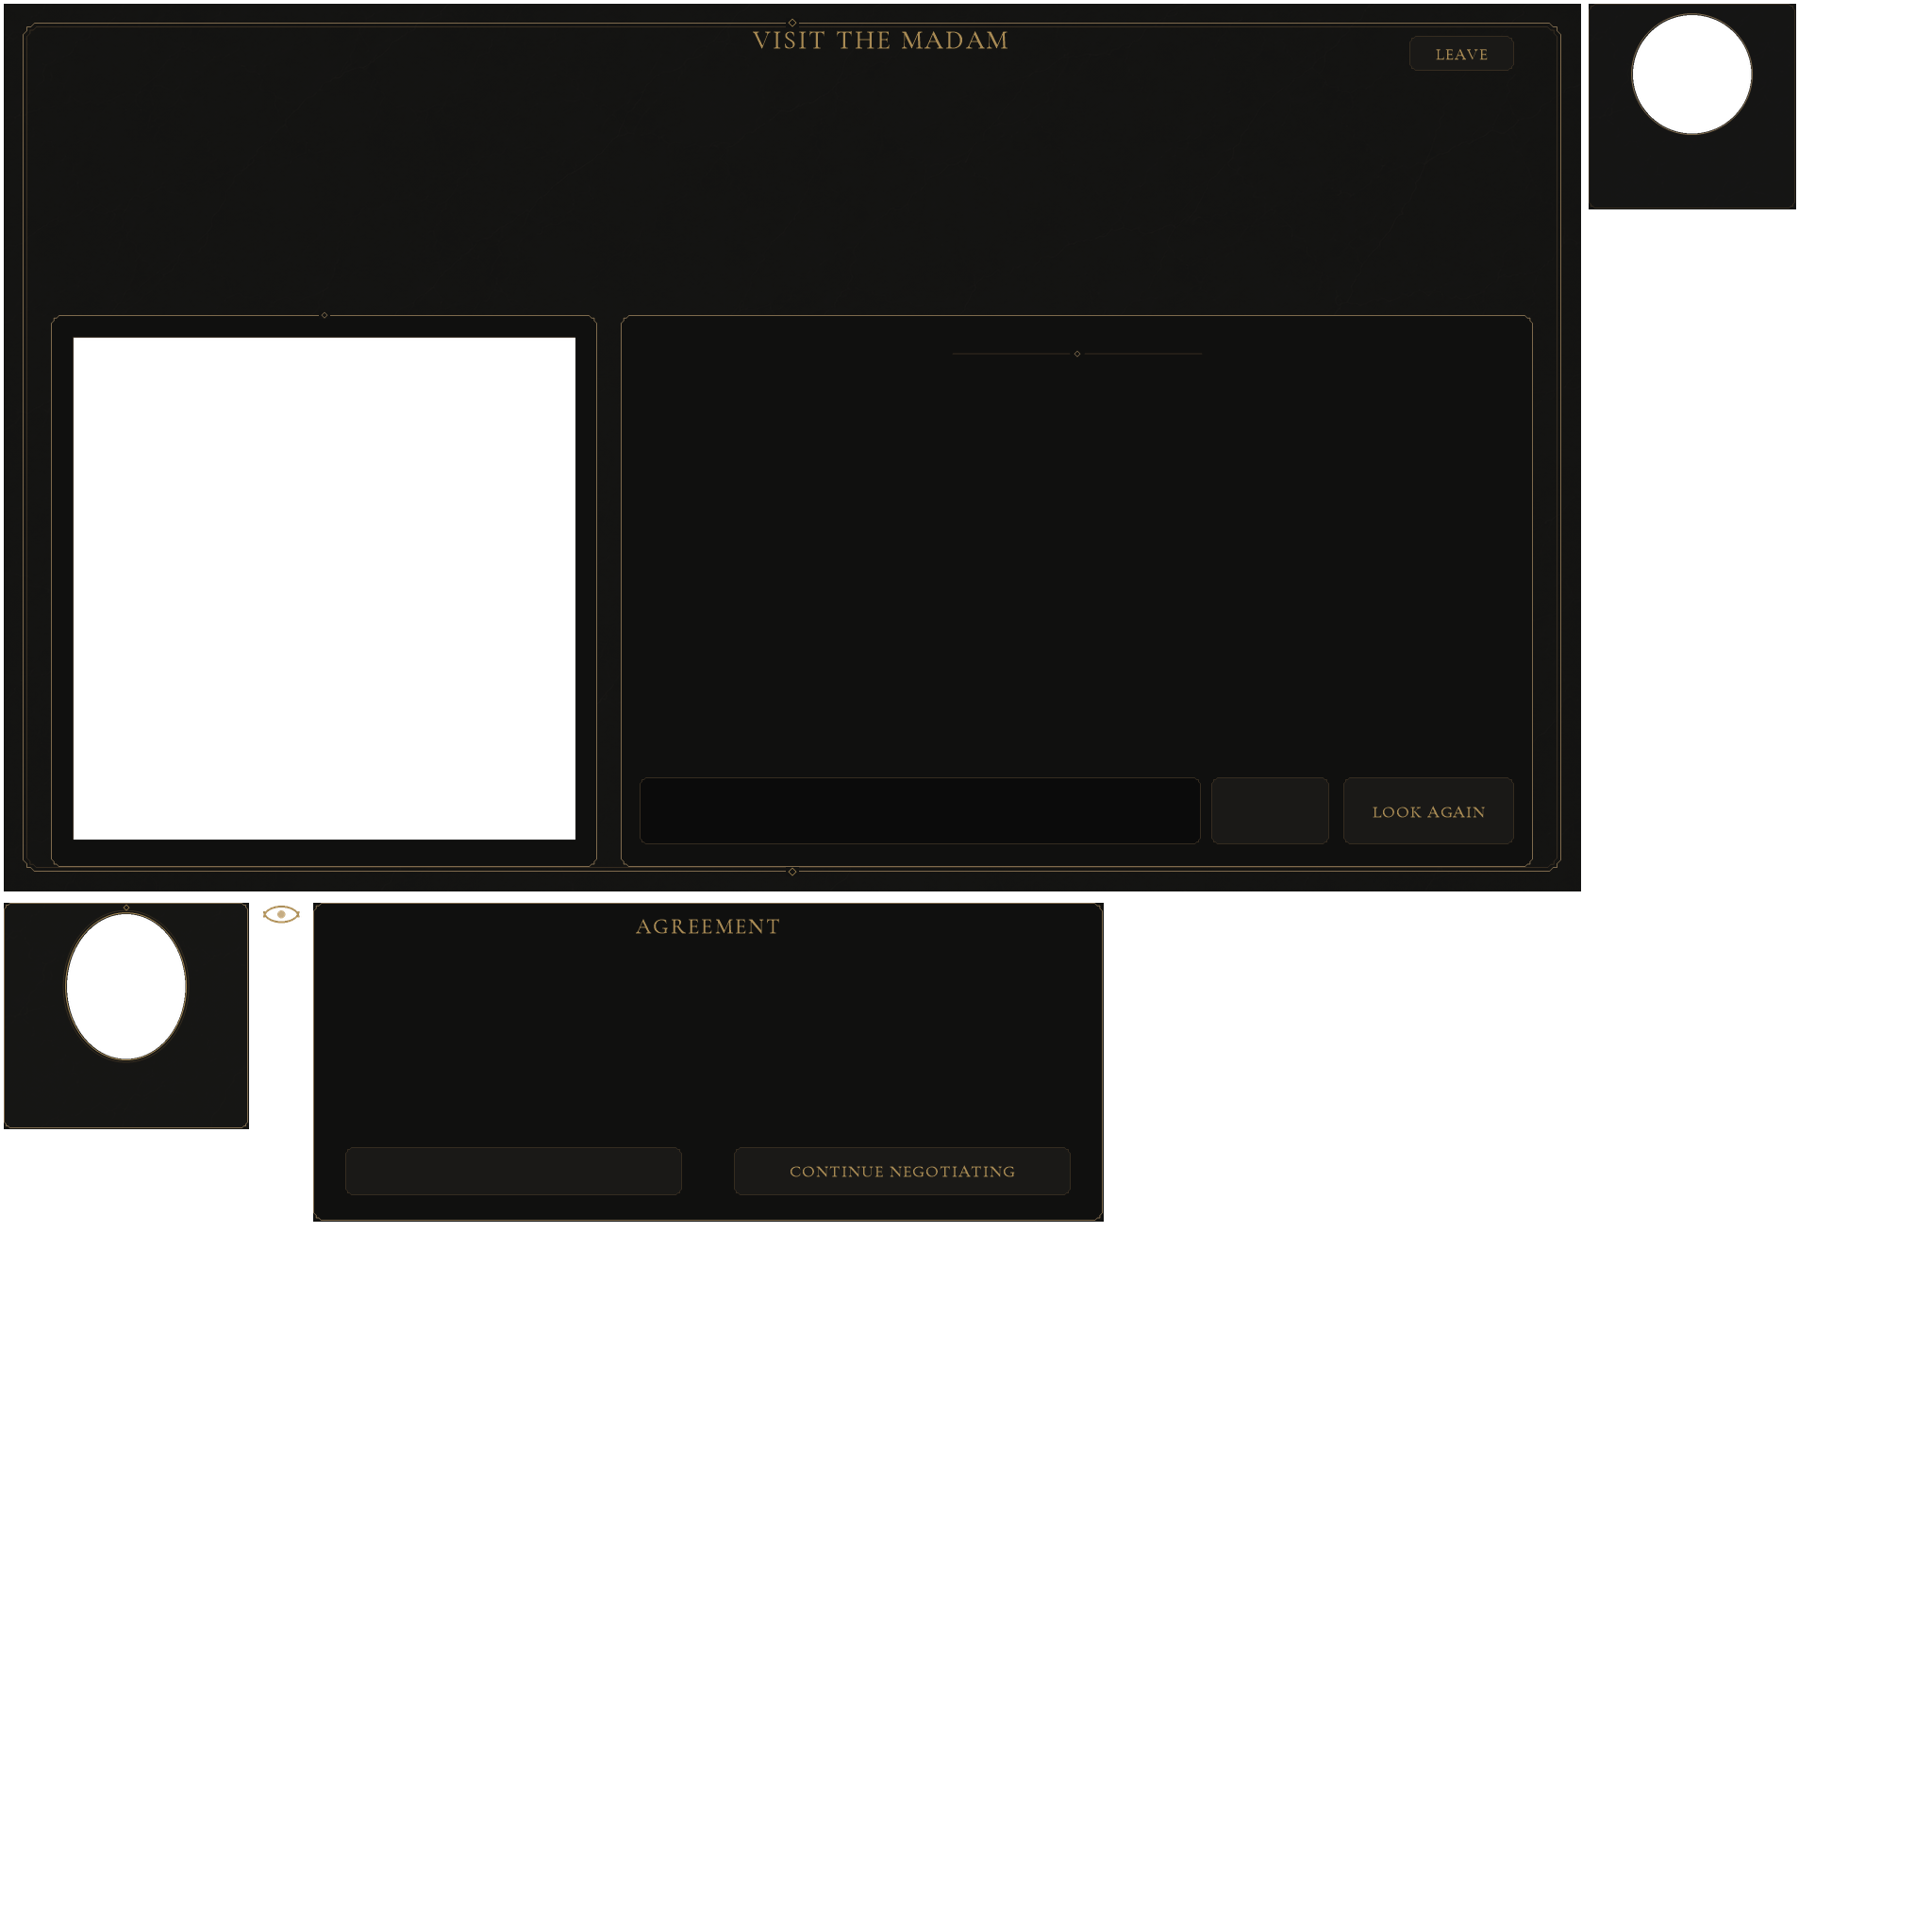 VISIT THE MADAM
LEAVE
LOOK AGAIN
AGREEMENT
CONTINUE NEGOTIATING